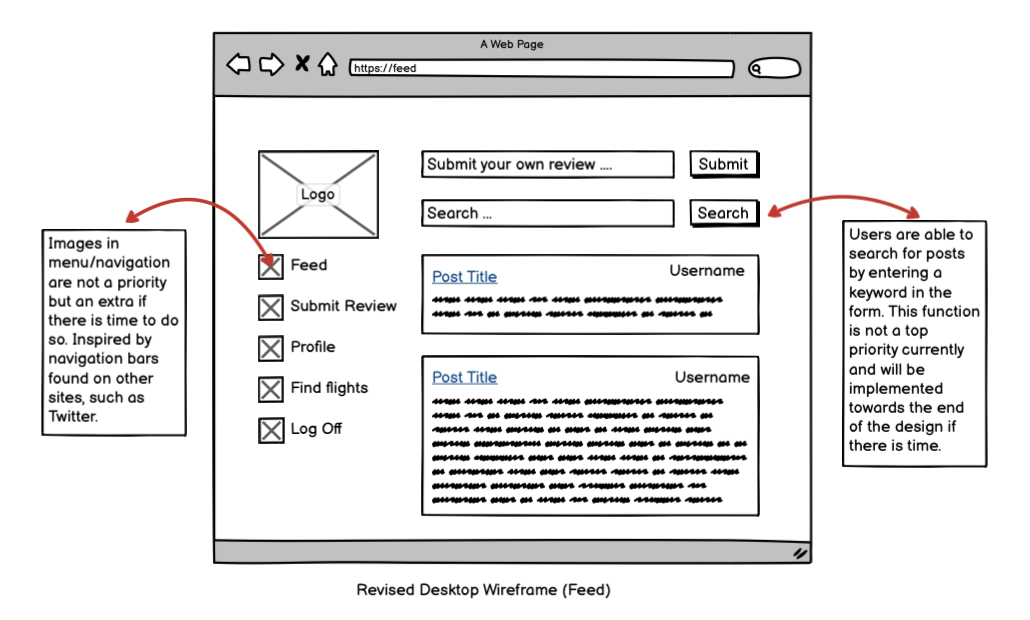 A Web Page
https://feed
Logo
Submit your own review ....
Submit
Search ...
Search
Feed
Submit Review
Profile
Find flights
Log Off
Post Title
Username
Post Title
Username
Images in
menu/navigation
are not a priority
but an extra if
there is time to do
so. Inspired by
navigation bars
found on other
sites, such as
Twitter.
Users are able to
search for posts
by entering a
keyword in the
form. This function
is not a top
priority currently
and will be
implemented
towards the end
of the design if
there is time.
Revised Desktop Wireframe (Feed)